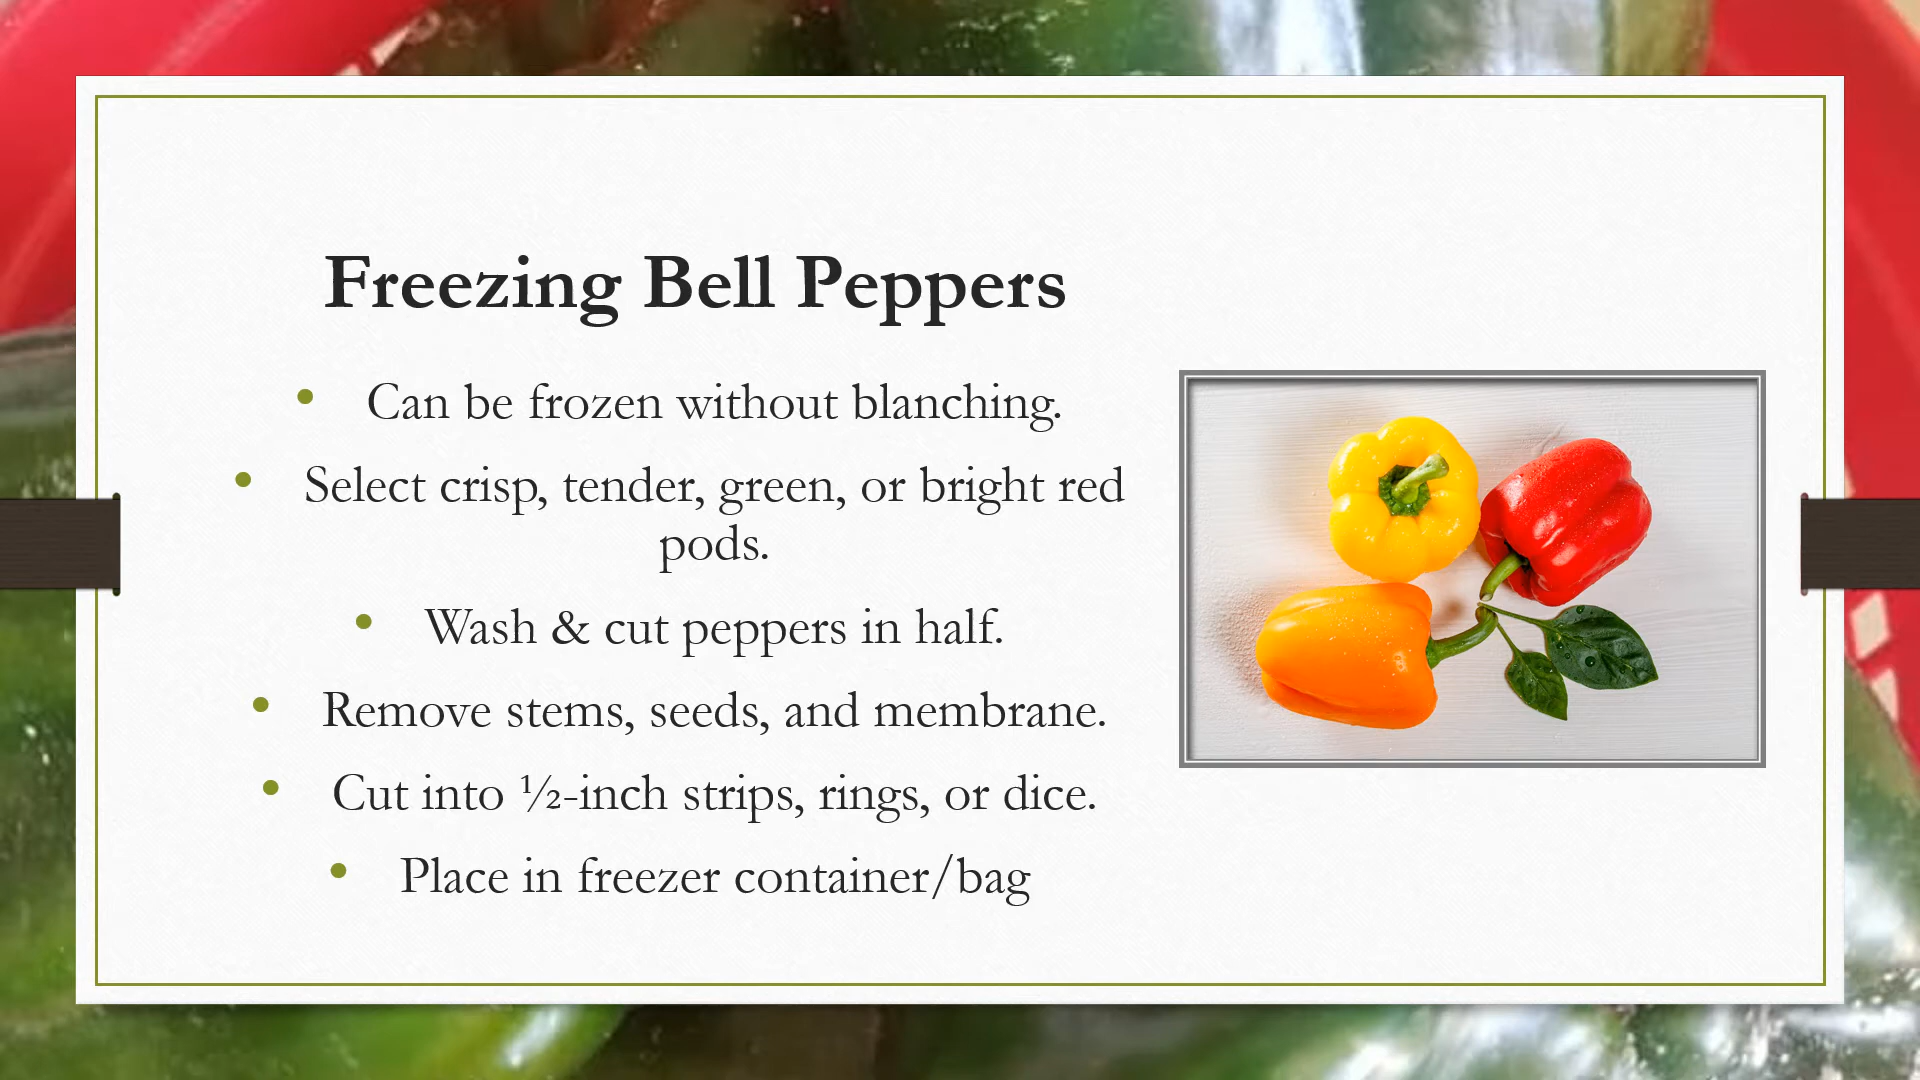 Freezing Bell Peppers
• Can be frozen without blanching.
• Select crisp, tender, green, or bright red
pods.
• Wash & cut peppers in half.
• Remove stems, seeds, and membrane.
• Cut into ½-inch strips, rings, or dice.
• Place in freezer container/bag